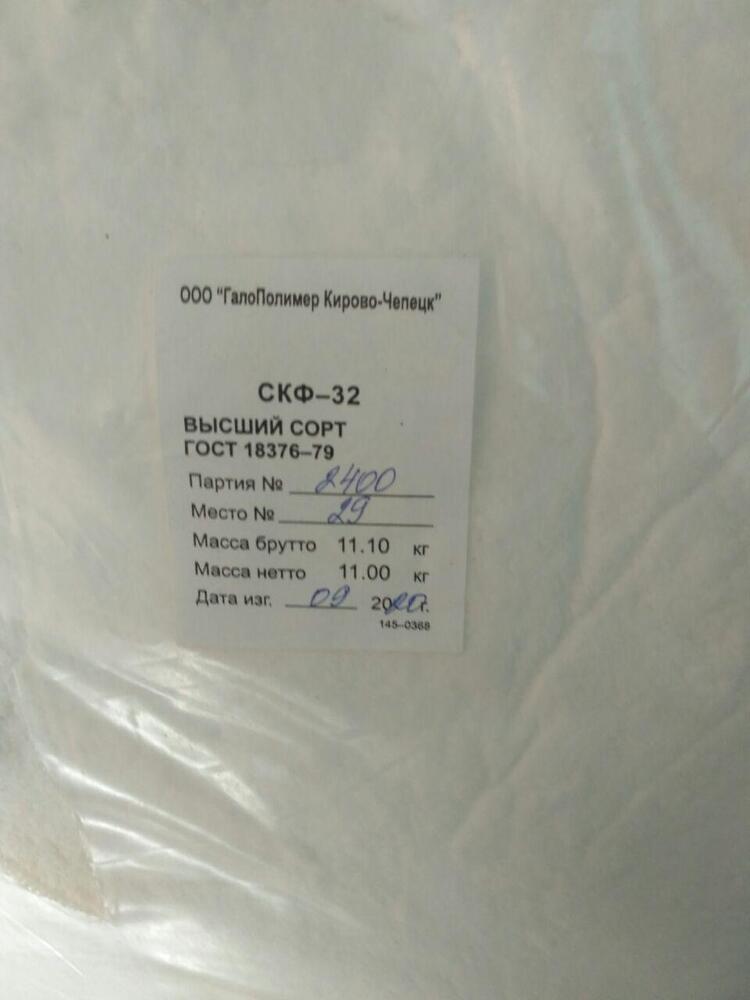 ООО "ГалоПолимер Кирово-Чепецк"
СКФ–32
ВЫСШИЙ СОРТ
ГОСТ 18376–79
Партия № 2400
Место № 29
Масса брутто 11.10 кг
Масса нетто 11.00 кг
Дата изг. 09 2020г.
145–0368